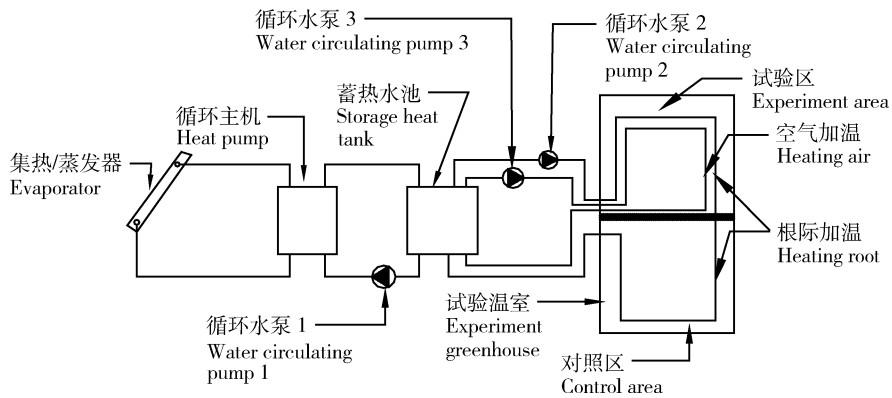 循环水泵 3
Water circulating pump 3
循环水泵 2
Water circulating
pump 2
试验区
Experiment area
蓄热水池
Storage heat
tank
循环主机
Heat pump
空气加温
Heating air
集热/蒸发器
Evaporator
根际加温
Heating root
循环水泵 1
Water circulating
pump 1
试验温室
Experiment
greenhouse
对照区
Control area